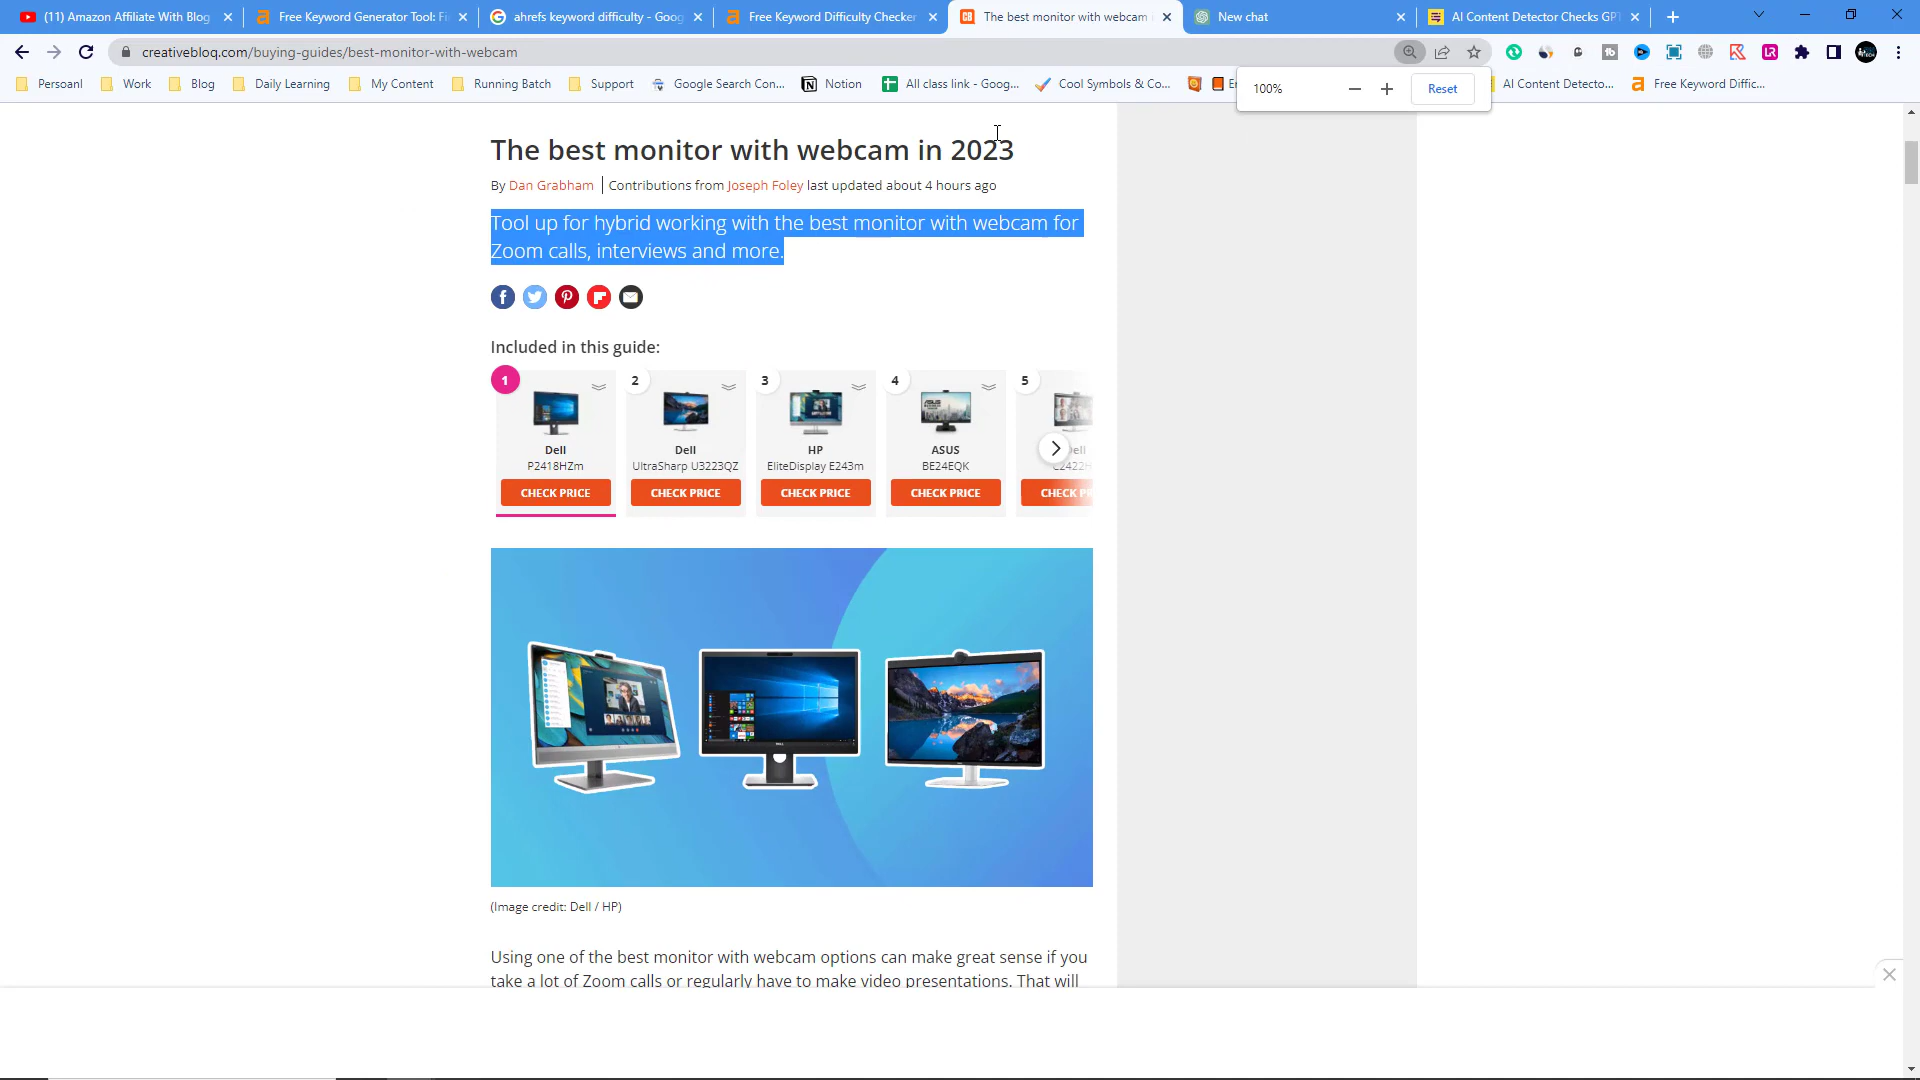 (11) Amazon Affiliate With Blog
Free Keyword Generator Tool: Fi
ahrefs keyword difficulty - Goog
Free Keyword Difficulty Checker
The best monitor with webcam i
New chat
AI Content Detector Checks GPT
creativebloq.com/buying-guides/best-monitor-with-webcam
Persoanl
Work
Blog
Daily Learning
My Content
Running Batch
Support
Google Search Con...
Notion
All class link - Goog...
Cool Symbols & Co...
AI Content Detecto...
Free Keyword Diffic...
100%
Reset
The best monitor with webcam in 2023
By Dan Grabham Contributions from Joseph Foley last updated about 4 hours ago
Tool up for hybrid working with the best monitor with webcam for
Zoom calls, interviews and more.
Included in this guide:
1
2
3
4
5
Dell
P2418HZm
CHECK PRICE
Dell
UltraSharp U3223QZ
CHECK PRICE
HP
EliteDisplay E243m
CHECK PRICE
ASUS
BE24EQK
CHECK PRICE
(Image credit: Dell / HP)
Using one of the best monitor with webcam options can make great sense if you
take a lot of Zoom calls or regularly have to make video presentations. That will